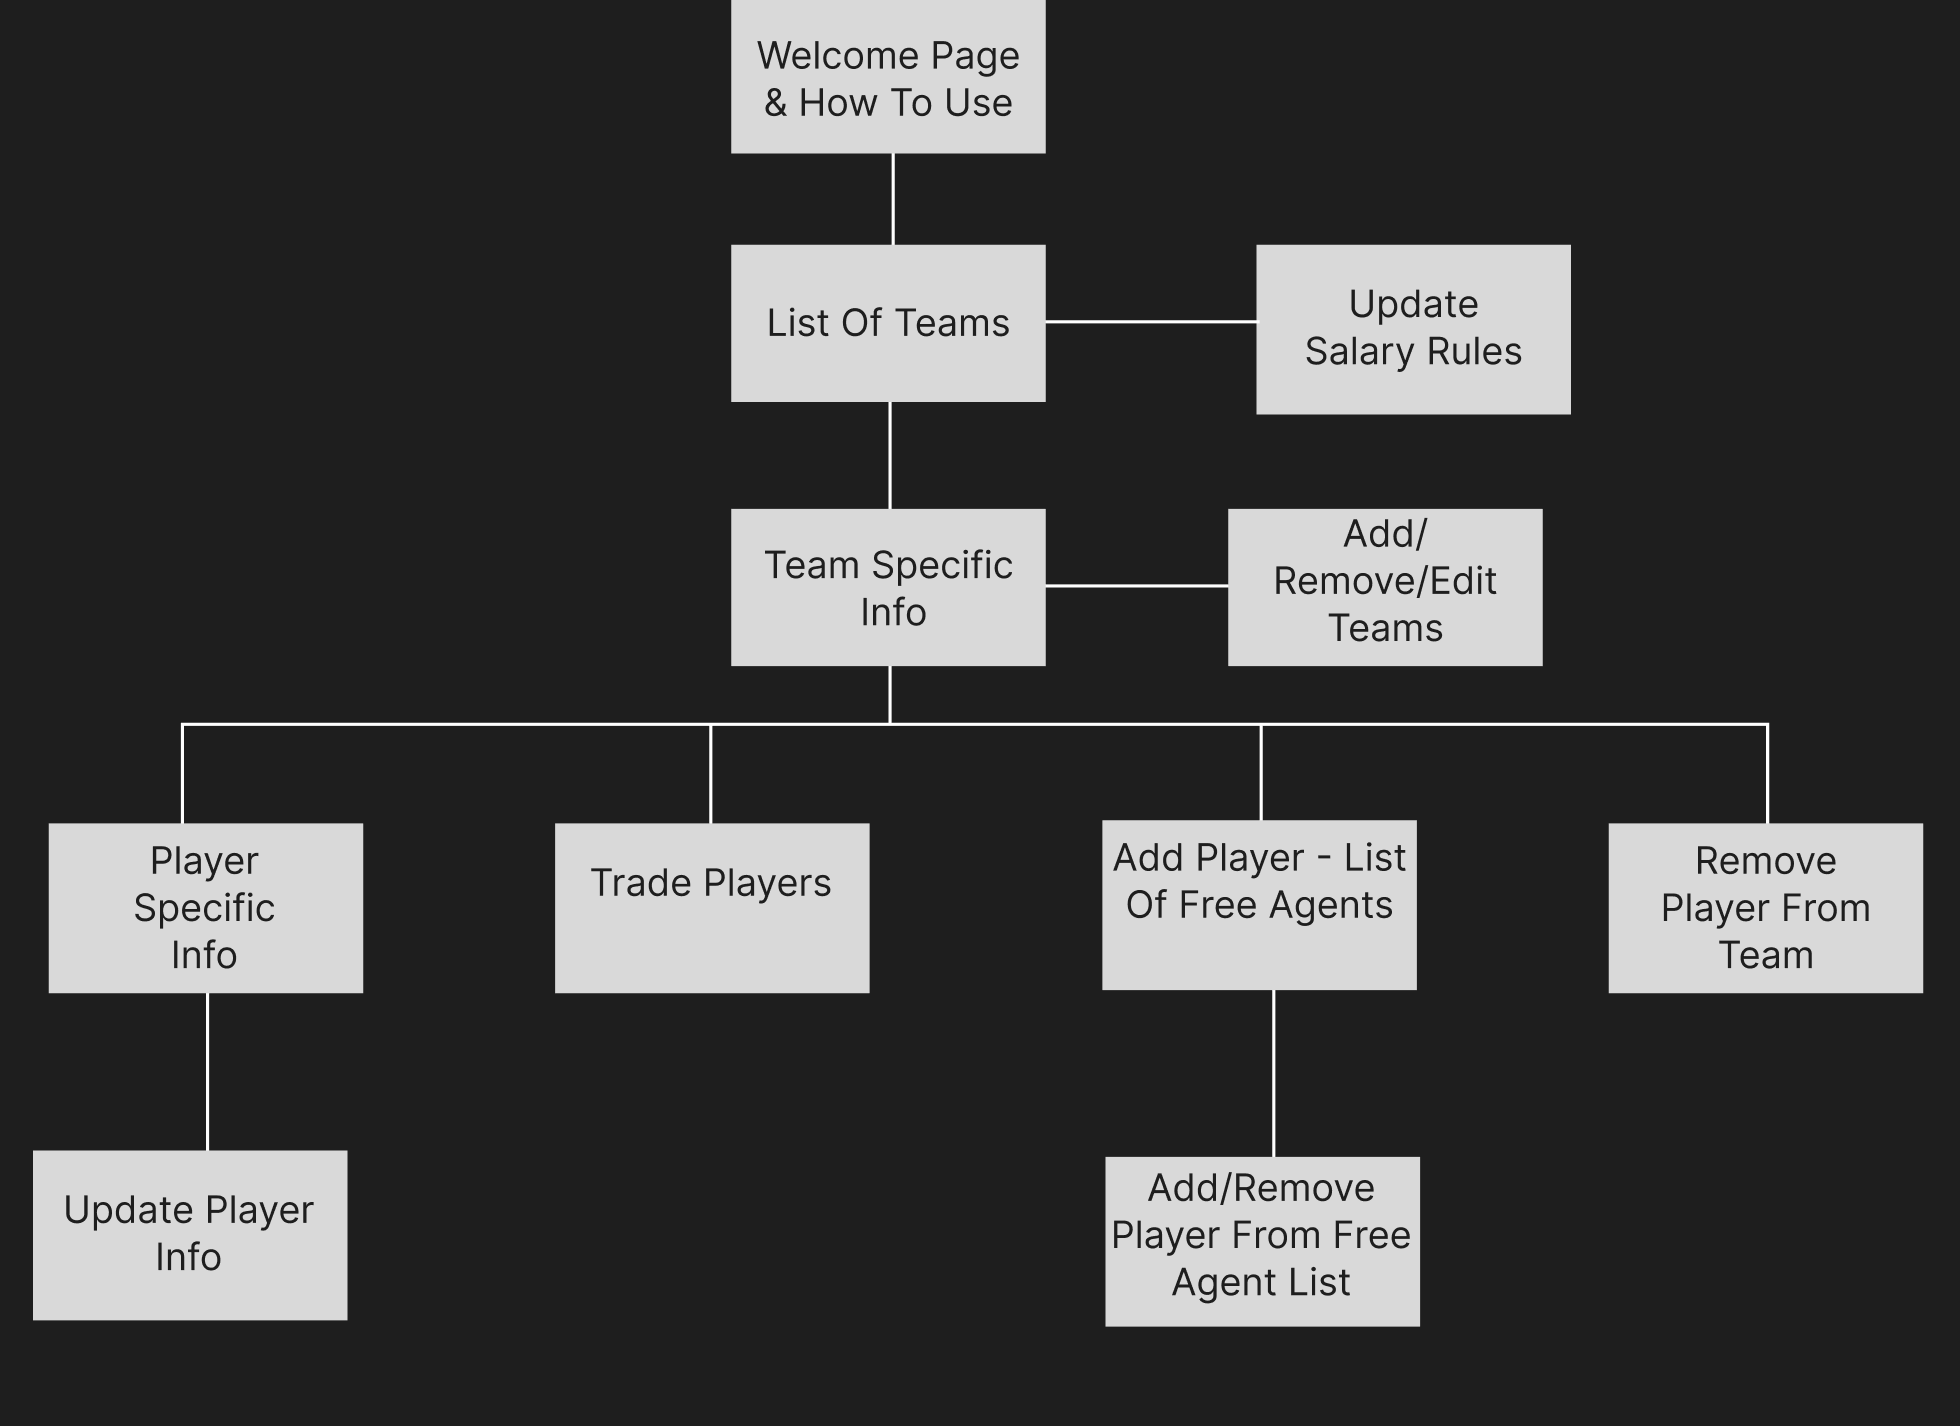 Welcome Page
& How To Use
List Of Teams
Update
Salary Rules
Team Specific
Info
Add/
Remove/Edit
Teams
Player
Specific
Info
Trade Players
Add Player - List
Of Free Agents
Remove
Player From
Team
Update Player
Info
Add/Remove
Player From Free
Agent List